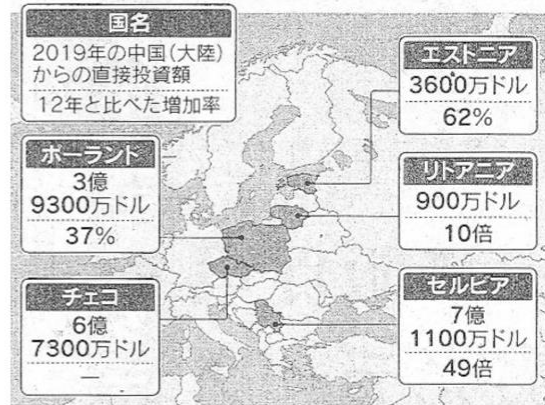 国名
2019年の中国(大陸)
からの直接投資額
12年と比べた増加率
エストニア
3600万ドル
62%
ポーランド
3億
9300万ドル
37%
リトアニア
900万ドル
10倍
チェコ
6億
7300万ドル
―
セルビア
7億
1100万ドル
49倍